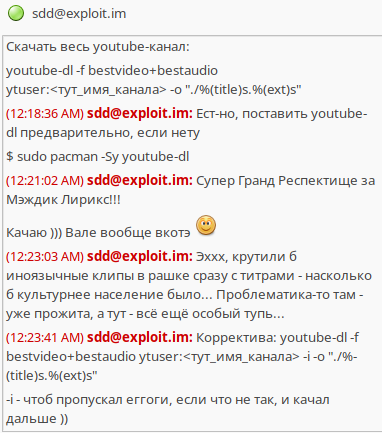 sdd@exploit.im
Скачать весь youtube-канал:
youtube-dl -f bestvideo+bestaudio
ytuser:<тут_имя_канала> -o "./%(title)s.%(ext)s"
(12:18:36 AM) sdd@exploit.im: Ест-но, поставить youtube-
dl предварительно, если нету
$ sudo pacman -Sy youtube-dl
(12:21:02 AM) sdd@exploit.im: Супер Гранд Респектище за
Мэждик Лирикс!!!
Качаю ))) Вале вообще вкотэ
(12:23:03 AM) sdd@exploit.im: Эххх, крутили б
иноязычные клипы в рашке сразу с титрами - насколько
б культурнее население было... Проблематика-то там -
уже прожита, а тут - всё ещё особый тупь...
(12:23:41 AM) sdd@exploit.im: Корректива: youtube-dl -f
bestvideo+bestaudio ytuser:<тут_имя_канала> -i -o "./%-
(title)s.%(ext)s"
-i - чтоб пропускал еггоги, если что не так, и качал
дальше ))